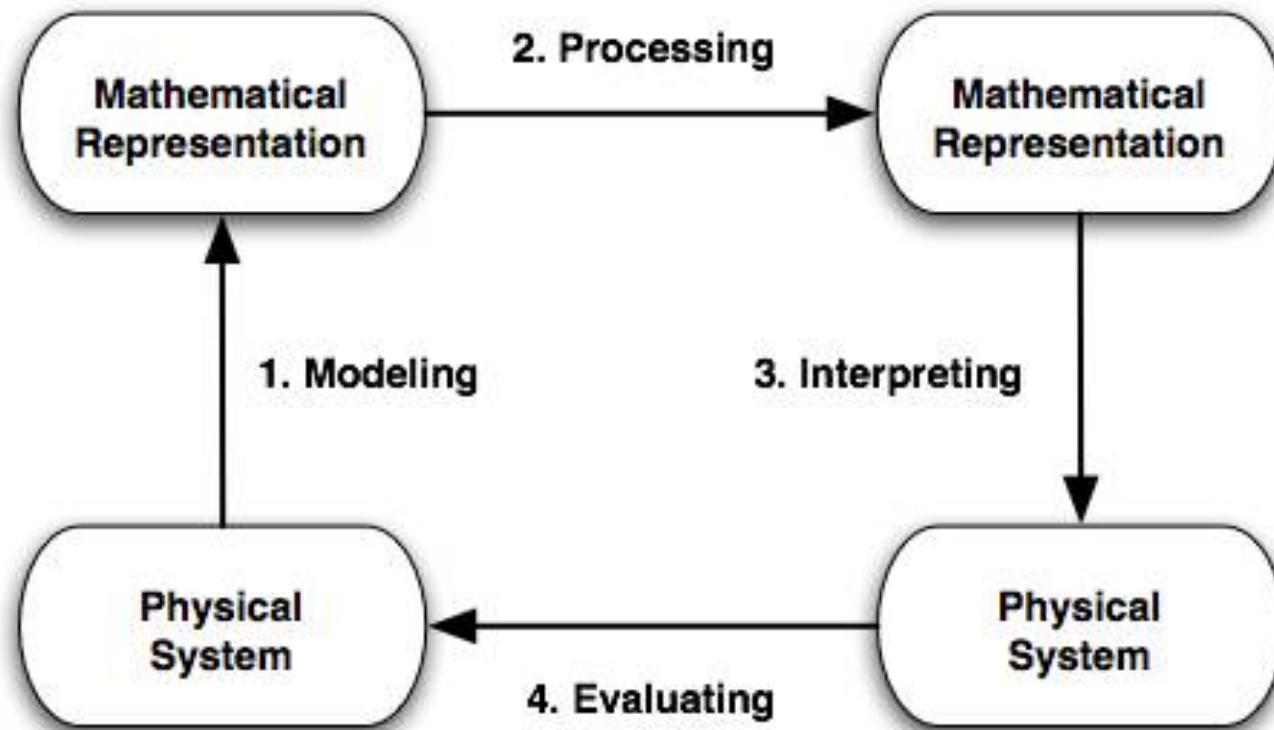 2. Processing
Mathematical
Representation
Mathematical
Representation
1. Modeling
3. Interpreting
Physical
System
Physical
System
4. Evaluating